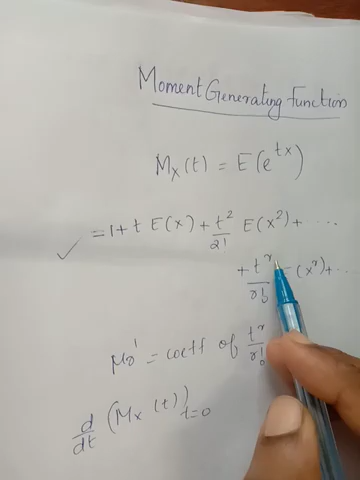 Moment Generating Function
Mx(t) = E(e^tx)
= 1 + t E(x) + t²/2! E(x²) + ...
+ t^r/r! E(x^r) + ...
μr' = coeff of t^r/r!
d/dt (Mx (t)) t=0